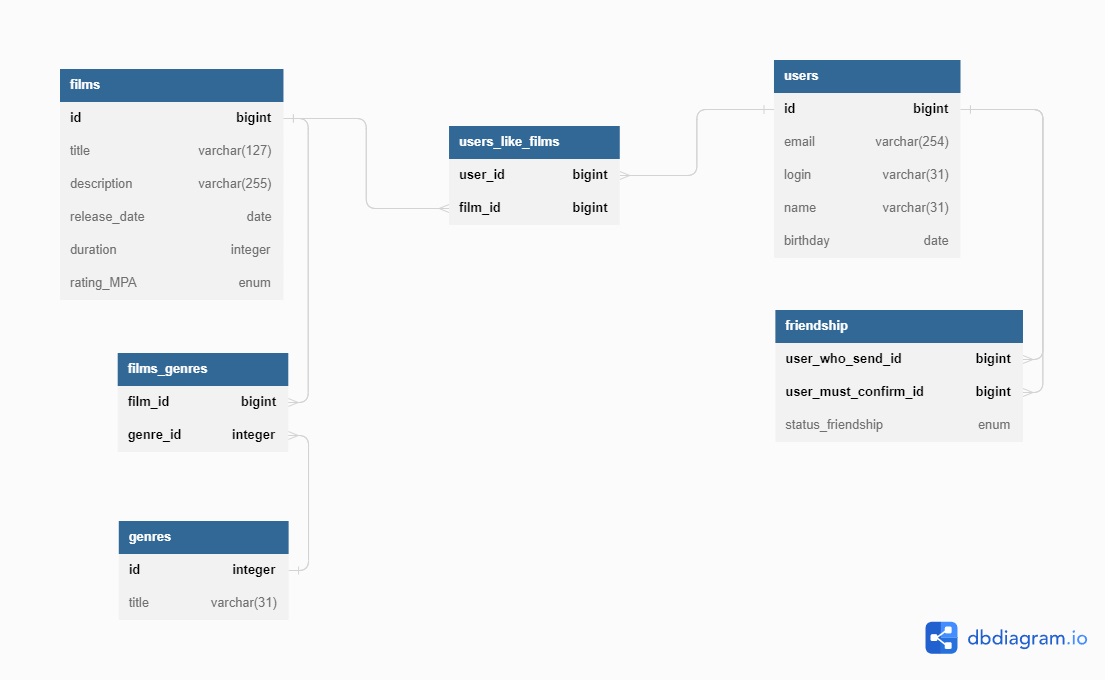 films
id bigint
title varchar(127)
description varchar(255)
release_date date
duration integer
rating_MPA enum
users_like_films
user_id bigint
film_id bigint
users
id bigint
email varchar(254)
login varchar(31)
name varchar(31)
birthday date
friendship
user_who_send_id bigint
user_must_confirm_id bigint
status_friendship enum
films_genres
film_id bigint
genre_id integer
genres
id integer
title varchar(31)
dbdiagram.io